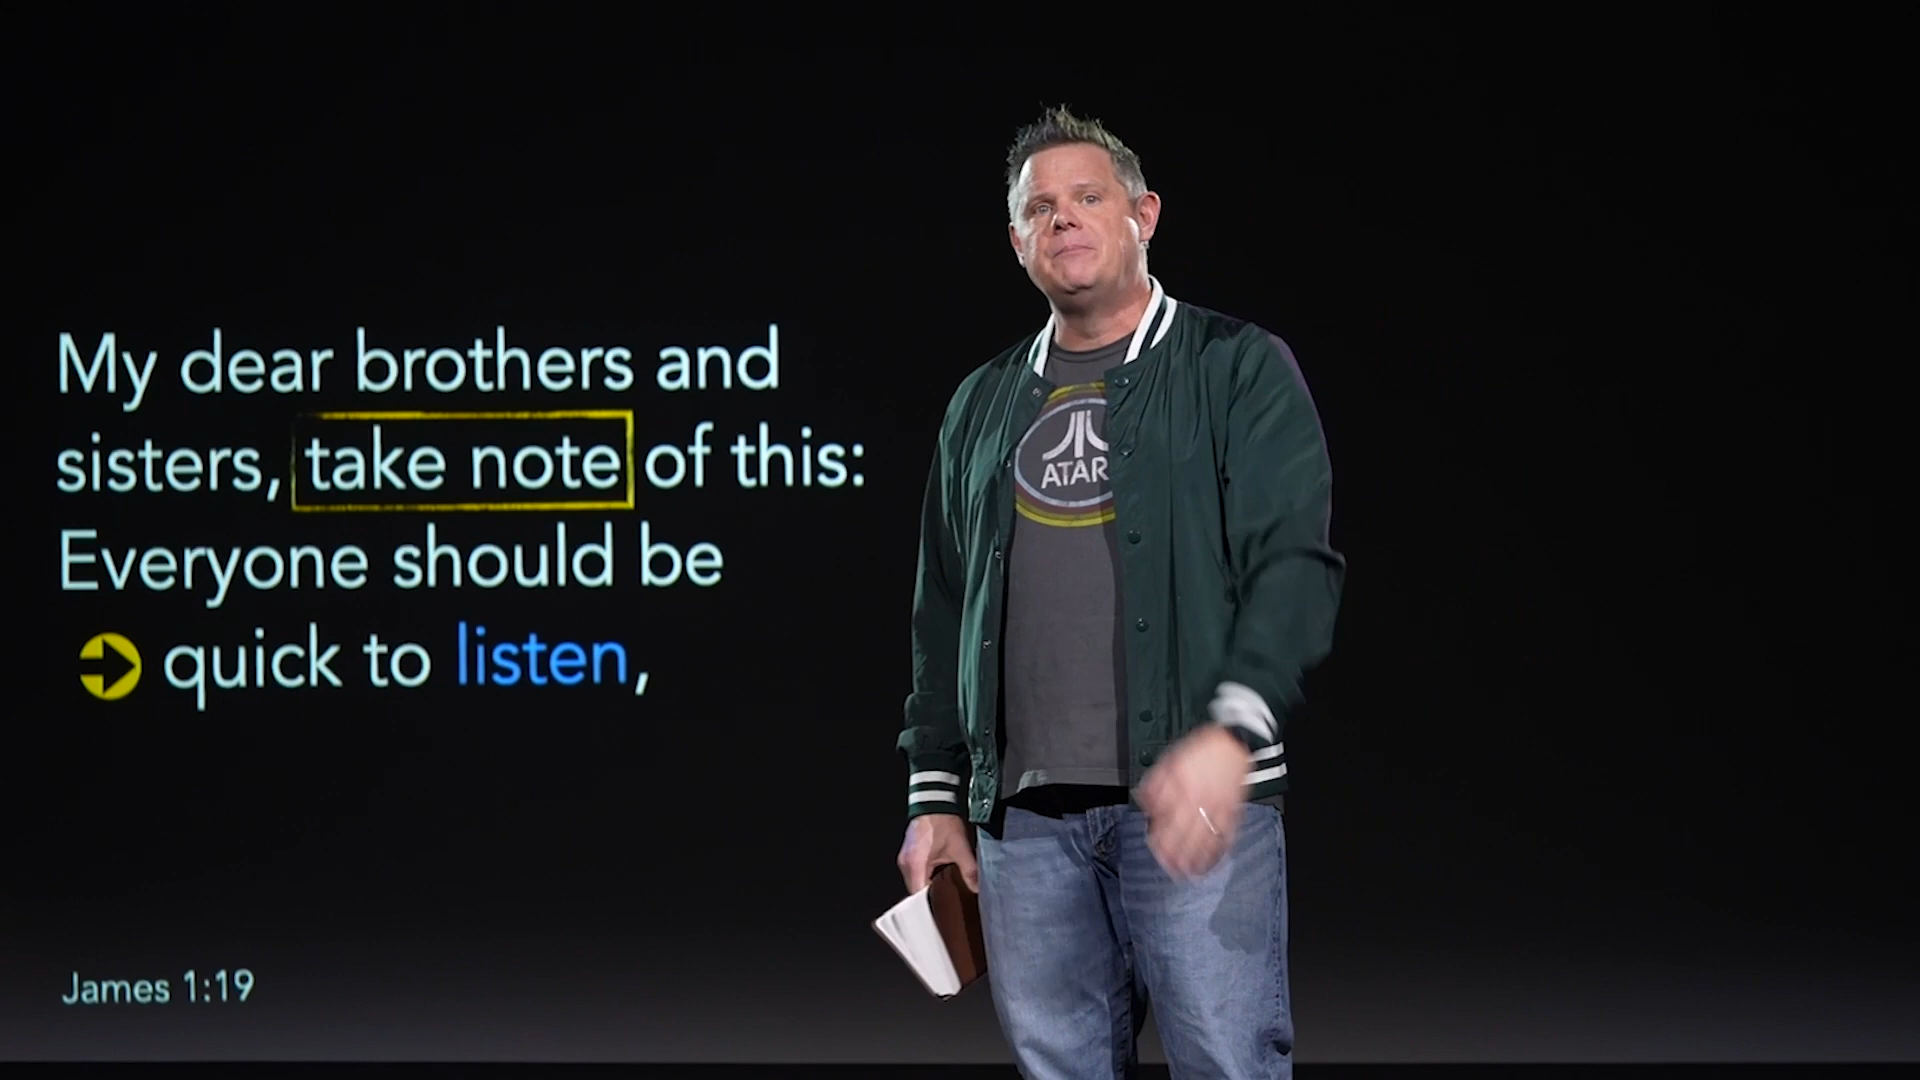 My dear brothers and
sisters, take note of this:
Everyone should be
quick to listen,
James 1:19
ATAR